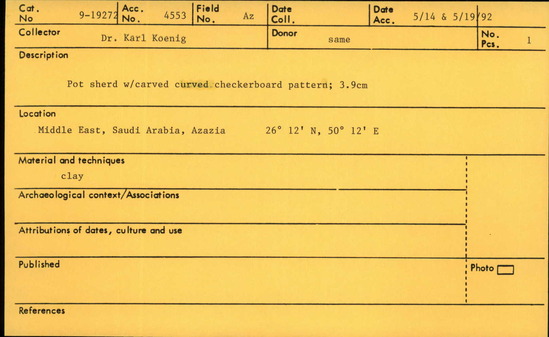 Cat. No 9-19272 Acc. No. 4553 Field No. Az Date Coll. Date Acc. 5/14 & 5/19/92
Collector Dr. Karl Koenig Donor same No. Pcs. 1
Description
Pot sherd w/carved curved checkerboard pattern; 3.9cm
Location
Middle East, Saudi Arabia, Azazia 26° 12' N, 50° 12' E
Material and techniques
clay
Archaeological context/Associations
Attributions of dates, culture and use
Published
Photo
References